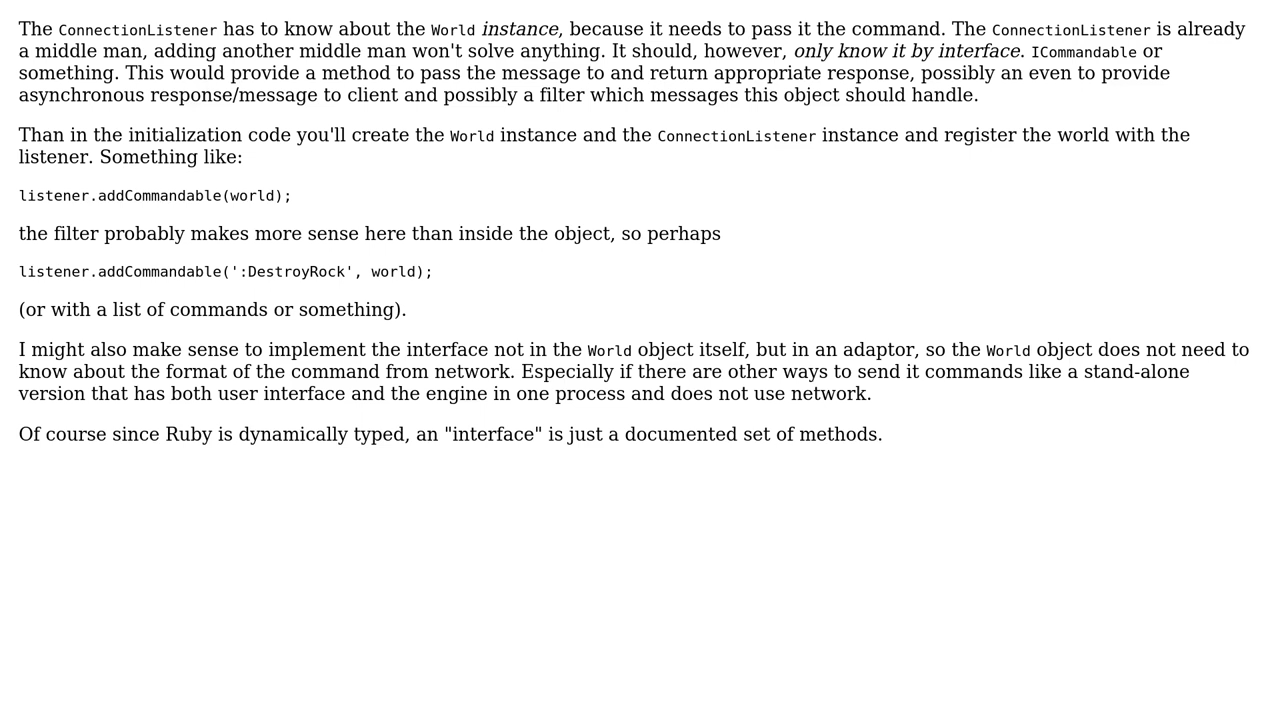 The ConnectionListener has to know about the World instance, because it needs to pass it the command. The ConnectionListener is already
a middle man, adding another middle man won't solve anything. It should, however, only know it by interface. ICommandable or
something. This would provide a method to pass the message to and return appropriate response, possibly an even to provide
asynchronous response/message to client and possibly a filter which messages this object should handle.
Than in the initialization code you'll create the World instance and the ConnectionListener instance and register the world with the
listener. Something like:
listener.addCommandable(world);
the filter probably makes more sense here than inside the object, so perhaps
listener.addCommandable(':DestroyRock', world);
(or with a list of commands or something).
I might also make sense to implement the interface not in the World object itself, but in an adaptor, so the World object does not need to
know about the format of the command from network. Especially if there are other ways to send it commands like a stand-alone
version that has both user interface and the engine in one process and does not use network.
Of course since Ruby is dynamically typed, an "interface" is just a documented set of methods.